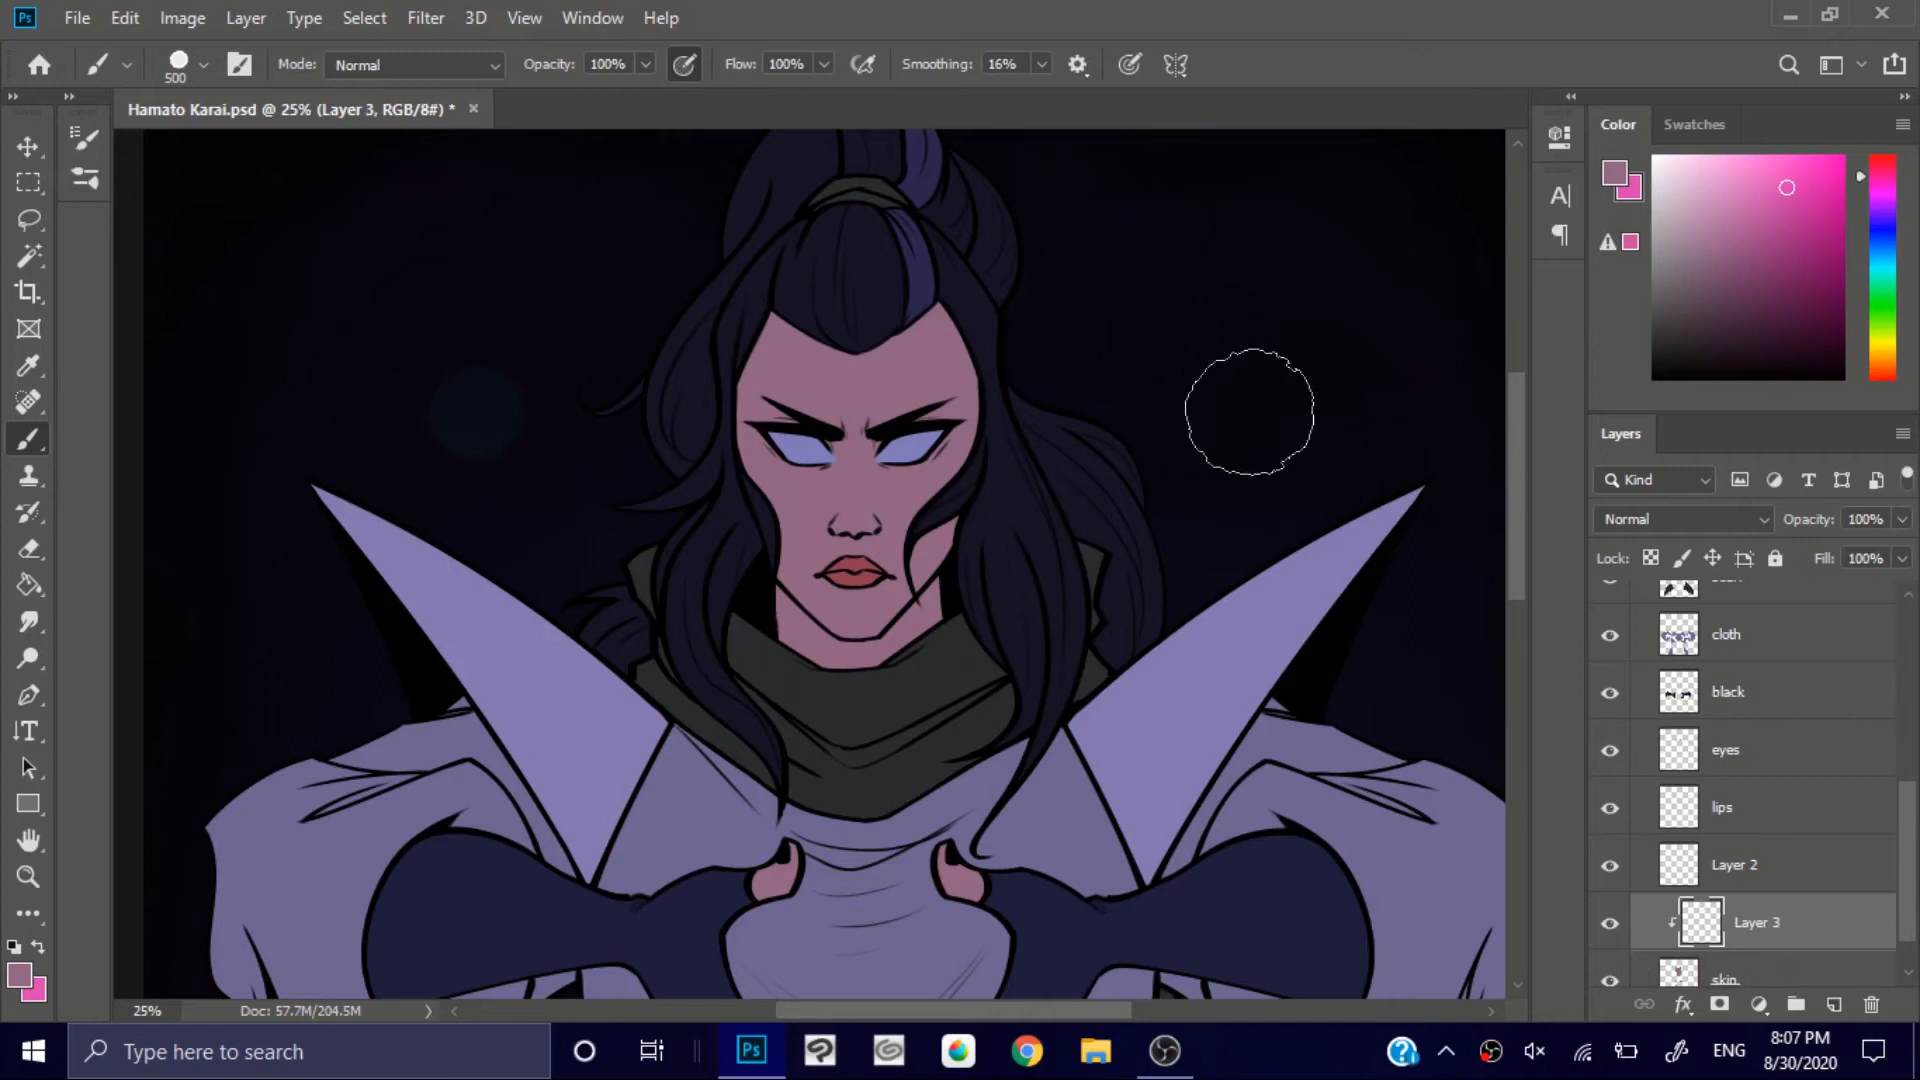 Ps File Edit Image Layer Type Select Filter 3D View Window Help
500 Mode: Normal Opacity: 100% Flow: 100% Smoothing: 16%
Hamato Karai.psd @ 25% (Layer 3, RGB/8#) *
Color Swatches
Layers
Kind
Normal Opacity: 100%
Lock: Fill: 100%
cloth
black
eyes
lips
Layer 2
Layer 3
skin
25% Doc: 57.7M/204.5M
Type here to search
Ps
ENG
8:07 PM
8/30/2020